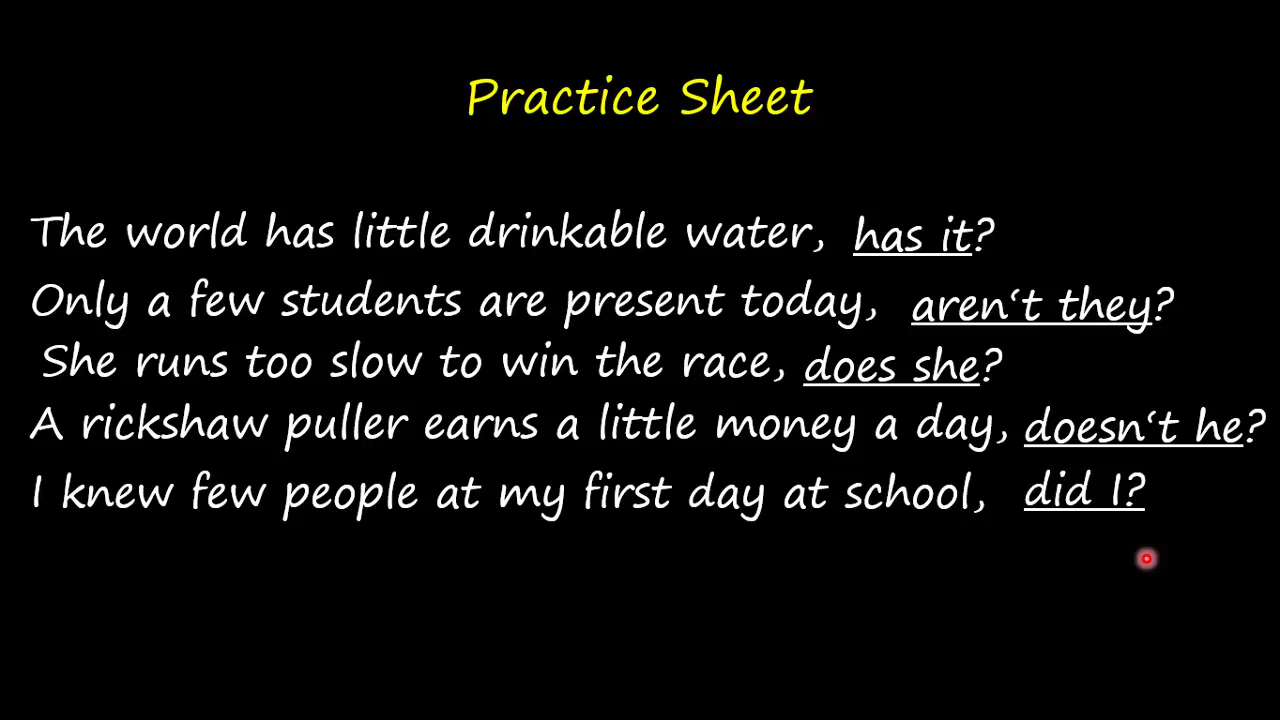 Practice Sheet
The world has little drinkable water, has it?
Only a few students are present today, aren‘t they?
She runs too slow to win the race, does she?
A rickshaw puller earns a little money a day, doesn‘t he?
I knew few people at my first day at school, did I?